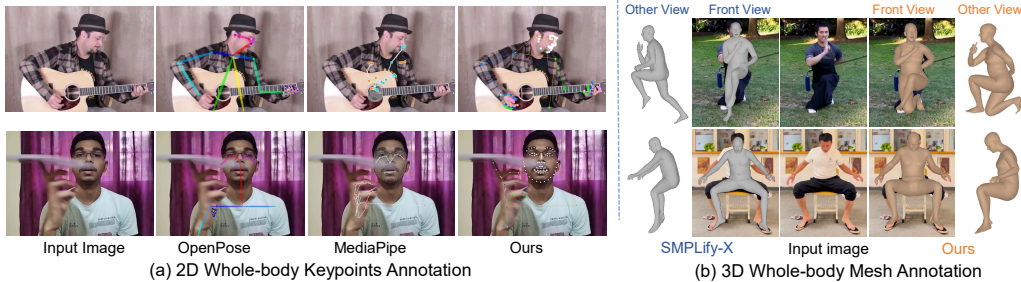 Other View
Front View
Front View
Other View
Input Image
OpenPose
MediaPipe
Ours
(a) 2D Whole-body Keypoints Annotation
SMPLify-X
Input image
Ours
(b) 3D Whole-body Mesh Annotation